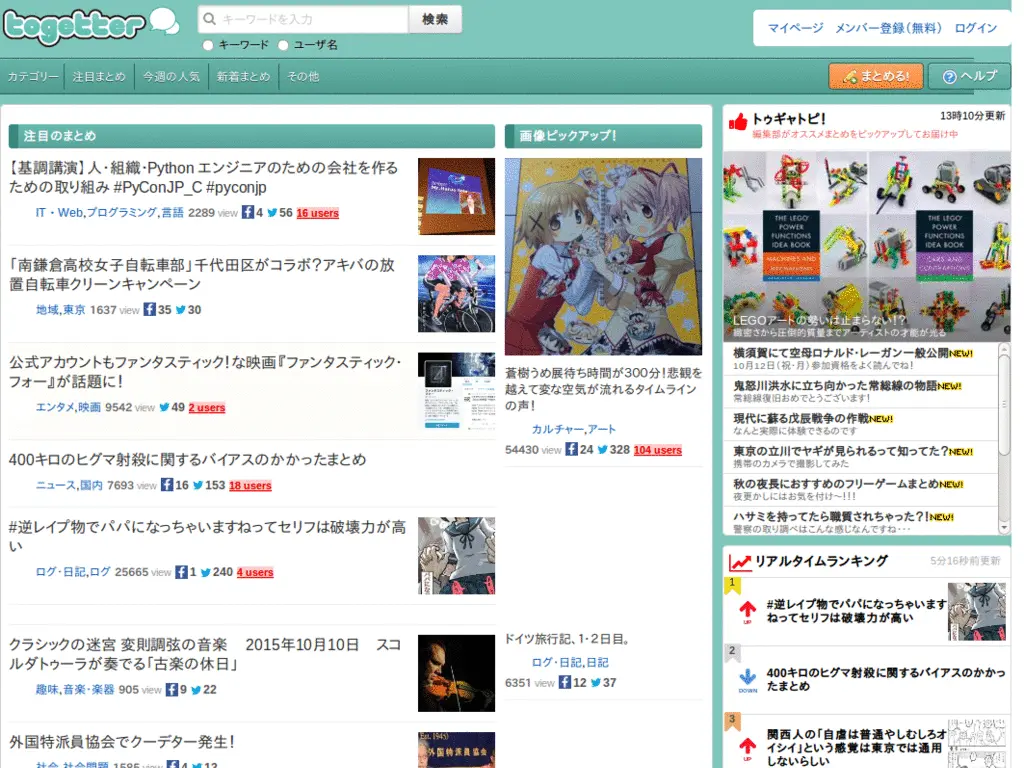 togetter
キーワードを入力
検索
キーワード
ユーザ名
マイページ メンバー登録（無料） ログイン
カテゴリー 注目まとめ 今週の人気 新着まとめ その他
まとめる!
ヘルプ
注目のまとめ
【基調講演】人・組織・Python エンジニアのための会社を作る
ための取り組み #PyConJP_C #pyconjp
IT・Web,プログラミング,言語 2289 view 4 56 16 users
「南鎌倉高校女子自転車部」千代田区がコラボ?アキバの放
置自転車クリーンキャンペーン
地域,東京 1637 view 35 30
公式アカウントもファンタスティック!な映画『ファンタスティック・
フォー』が話題に!
エンタメ,映画 9542 view 49 2 users
400キロのヒグマ射殺に関するバイアスのかかったまとめ
ニュース,国内 7693 view 16 153 18 users
#逆レイプ物でパパになっちゃいますねってセリフは破壊力が高
い
ログ・日記,ログ 25665 view 1 240 4 users
クラシックの迷宮 変則調弦の音楽　2015年10月10日　スコ
ルダトゥーラが奏でる「古楽の休日」
趣味,音楽・楽器 905 view 9 22
外国特派員協会でクーデター発生!
社会,社会問題 1585 view 4 12
Est. 1945
外国特派員協会
画像ピックアップ!
蒼樹うめ展待ち時間が300分!悲観を
越えて変な空気が流れるタイムライン
の声!
カルチャー,アート
54430 view 24 328 104 users
ドイツ旅行記、1・2日目。
ログ・日記,日記
6351 view 12 37
トゥギャトピ!
13時10分更新
編集部がオススメまとめをピックアップしてお届け中
THE LEGO
POWER
FUNCTIONS
IDEA BOOK
MACHINES AND
MECHANISMS
THE LEGO
POWER
FUNCTIONS
IDEA BOOK
CARS AND
CONTRAPTIONS
LEGOアートの勢いは止まらない!?
緻密さから圧倒的質量までアーティストの才能が光る
横須賀にて空母ロナルド・レーガン一般公開NEW!
10月12日(祝・月)参加資格をよく読んでね!
鬼怒川洪水に立ち向かった常総線の物語NEW!
常総線復旧おめでとうございます!
現代に蘇る戊辰戦争の作戦NEW!
なんと実際に体験できるのです
東京の立川でヤギが見られるって知ってた?NEW!
携帯のカメラで撮影してみた
秋の夜長におすすめのフリーゲームまとめNEW!
夜更かしにはお気を付け〜!!!
ハサミを持ってたら職質されちゃった?!NEW!
警察の取り調べはこんな感じなんですね…
リアルタイムランキング
5分16秒前更新
1
UP
#逆レイプ物でパパになっちゃいます
ねってセリフは破壊力が高い
2
DOWN
400キロのヒグマ射殺に関するバイアスのかかっ
たまとめ
3
UP
関西人の「自虐は普通やむしろオ
イシイ」という感覚は東京では通用
しないらしい